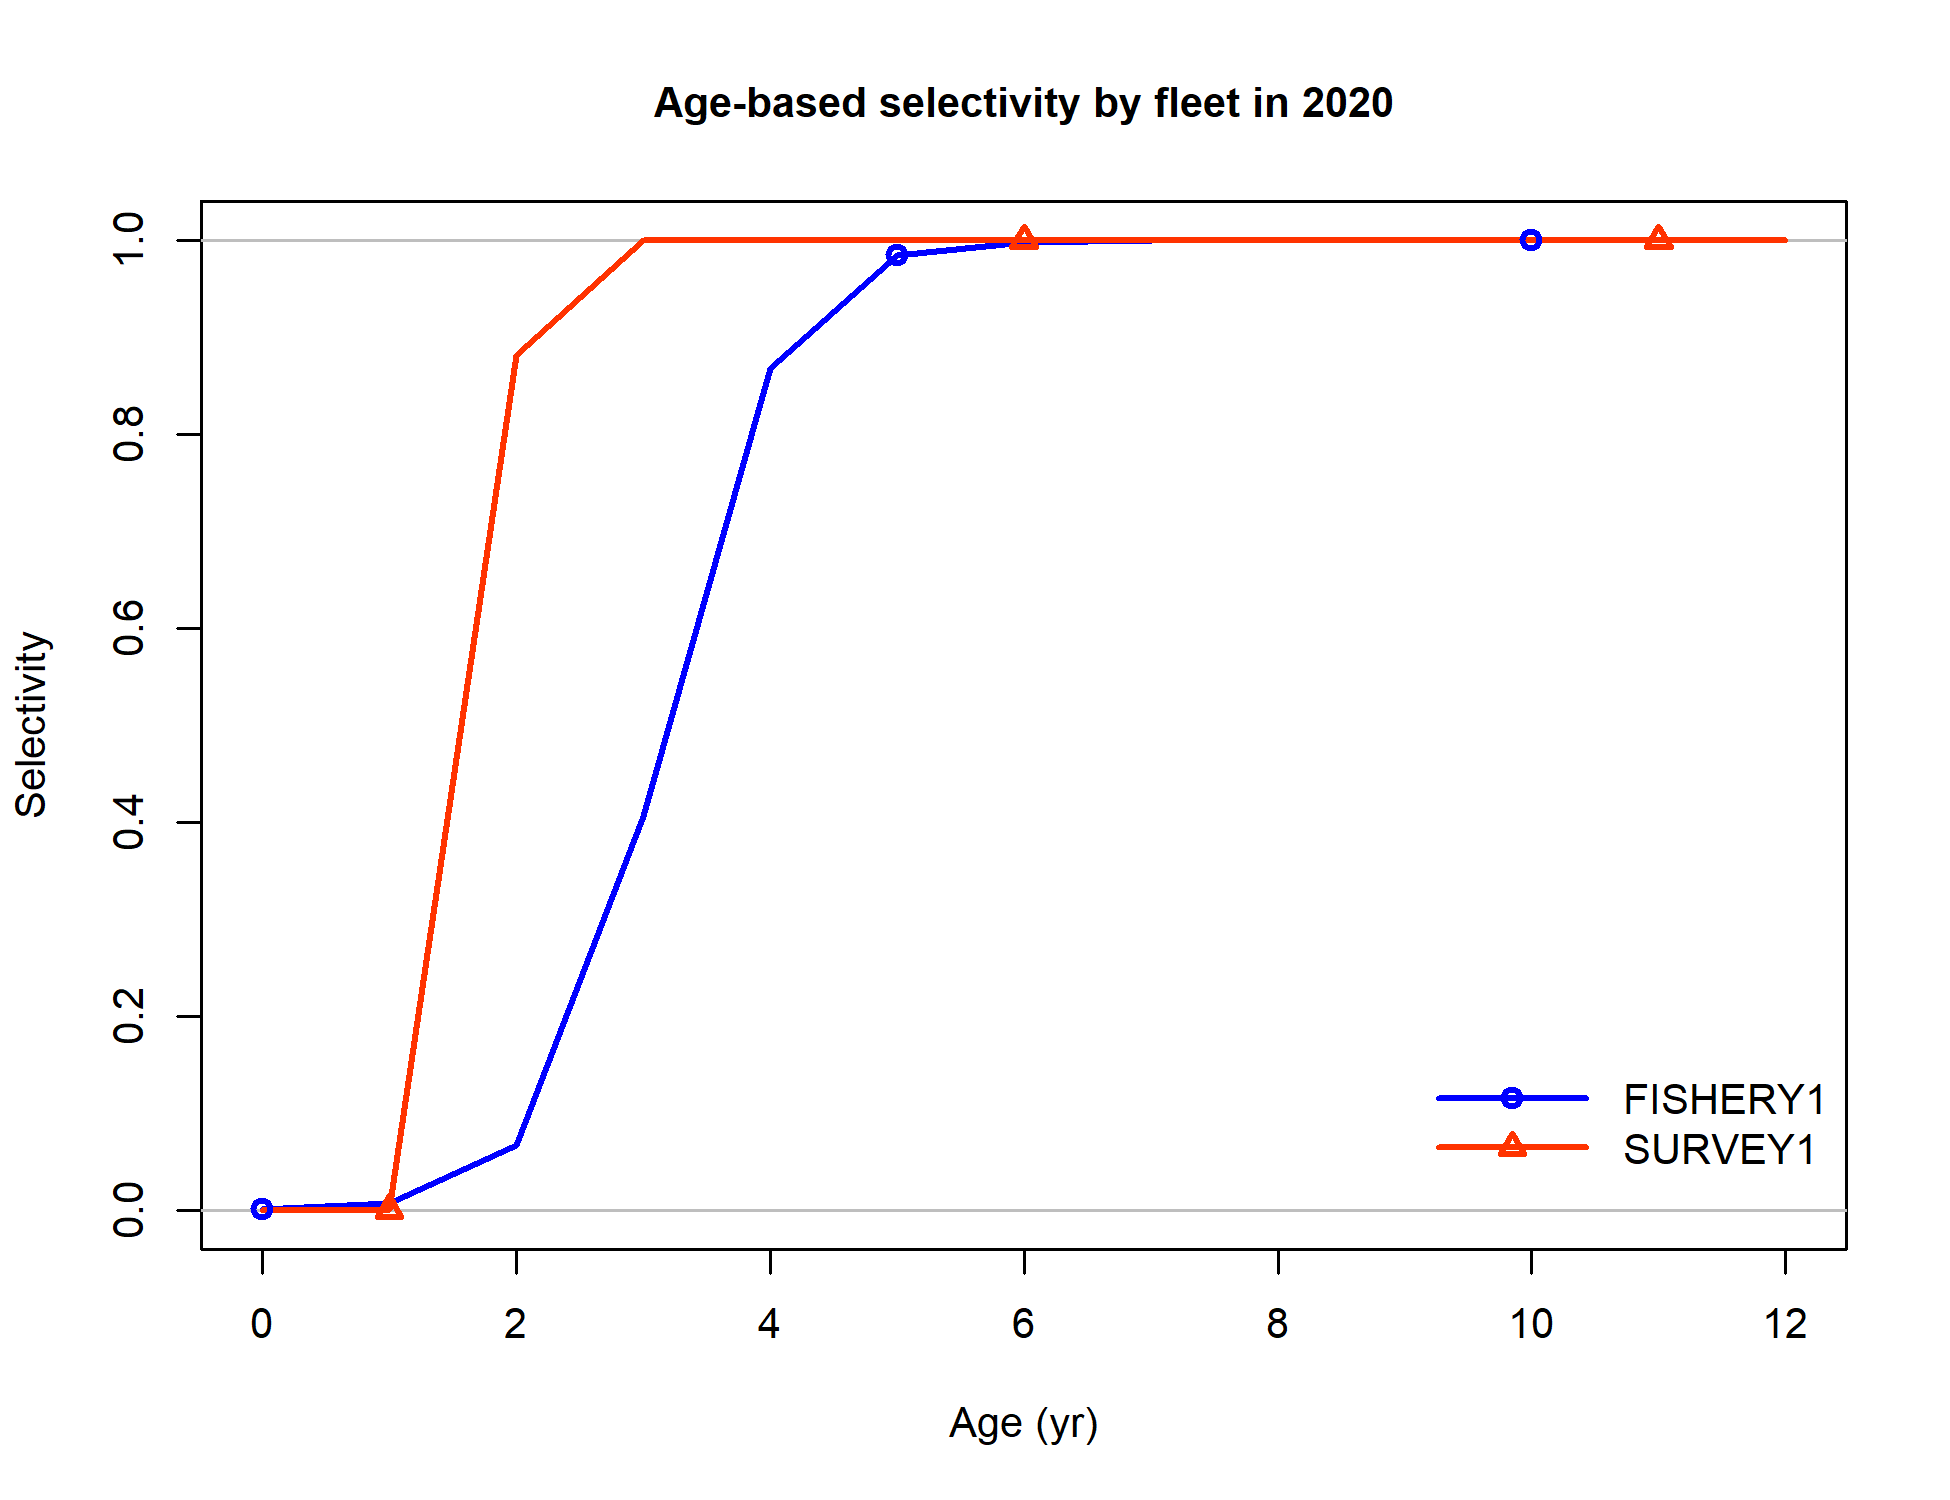 Age-based selectivity by fleet in 2020
1.0
0.8
0.6
0.4
0.2
0.0
Selectivity
FISHERY1
SURVEY1
0 2 4 6 8 10 12
Age (yr)